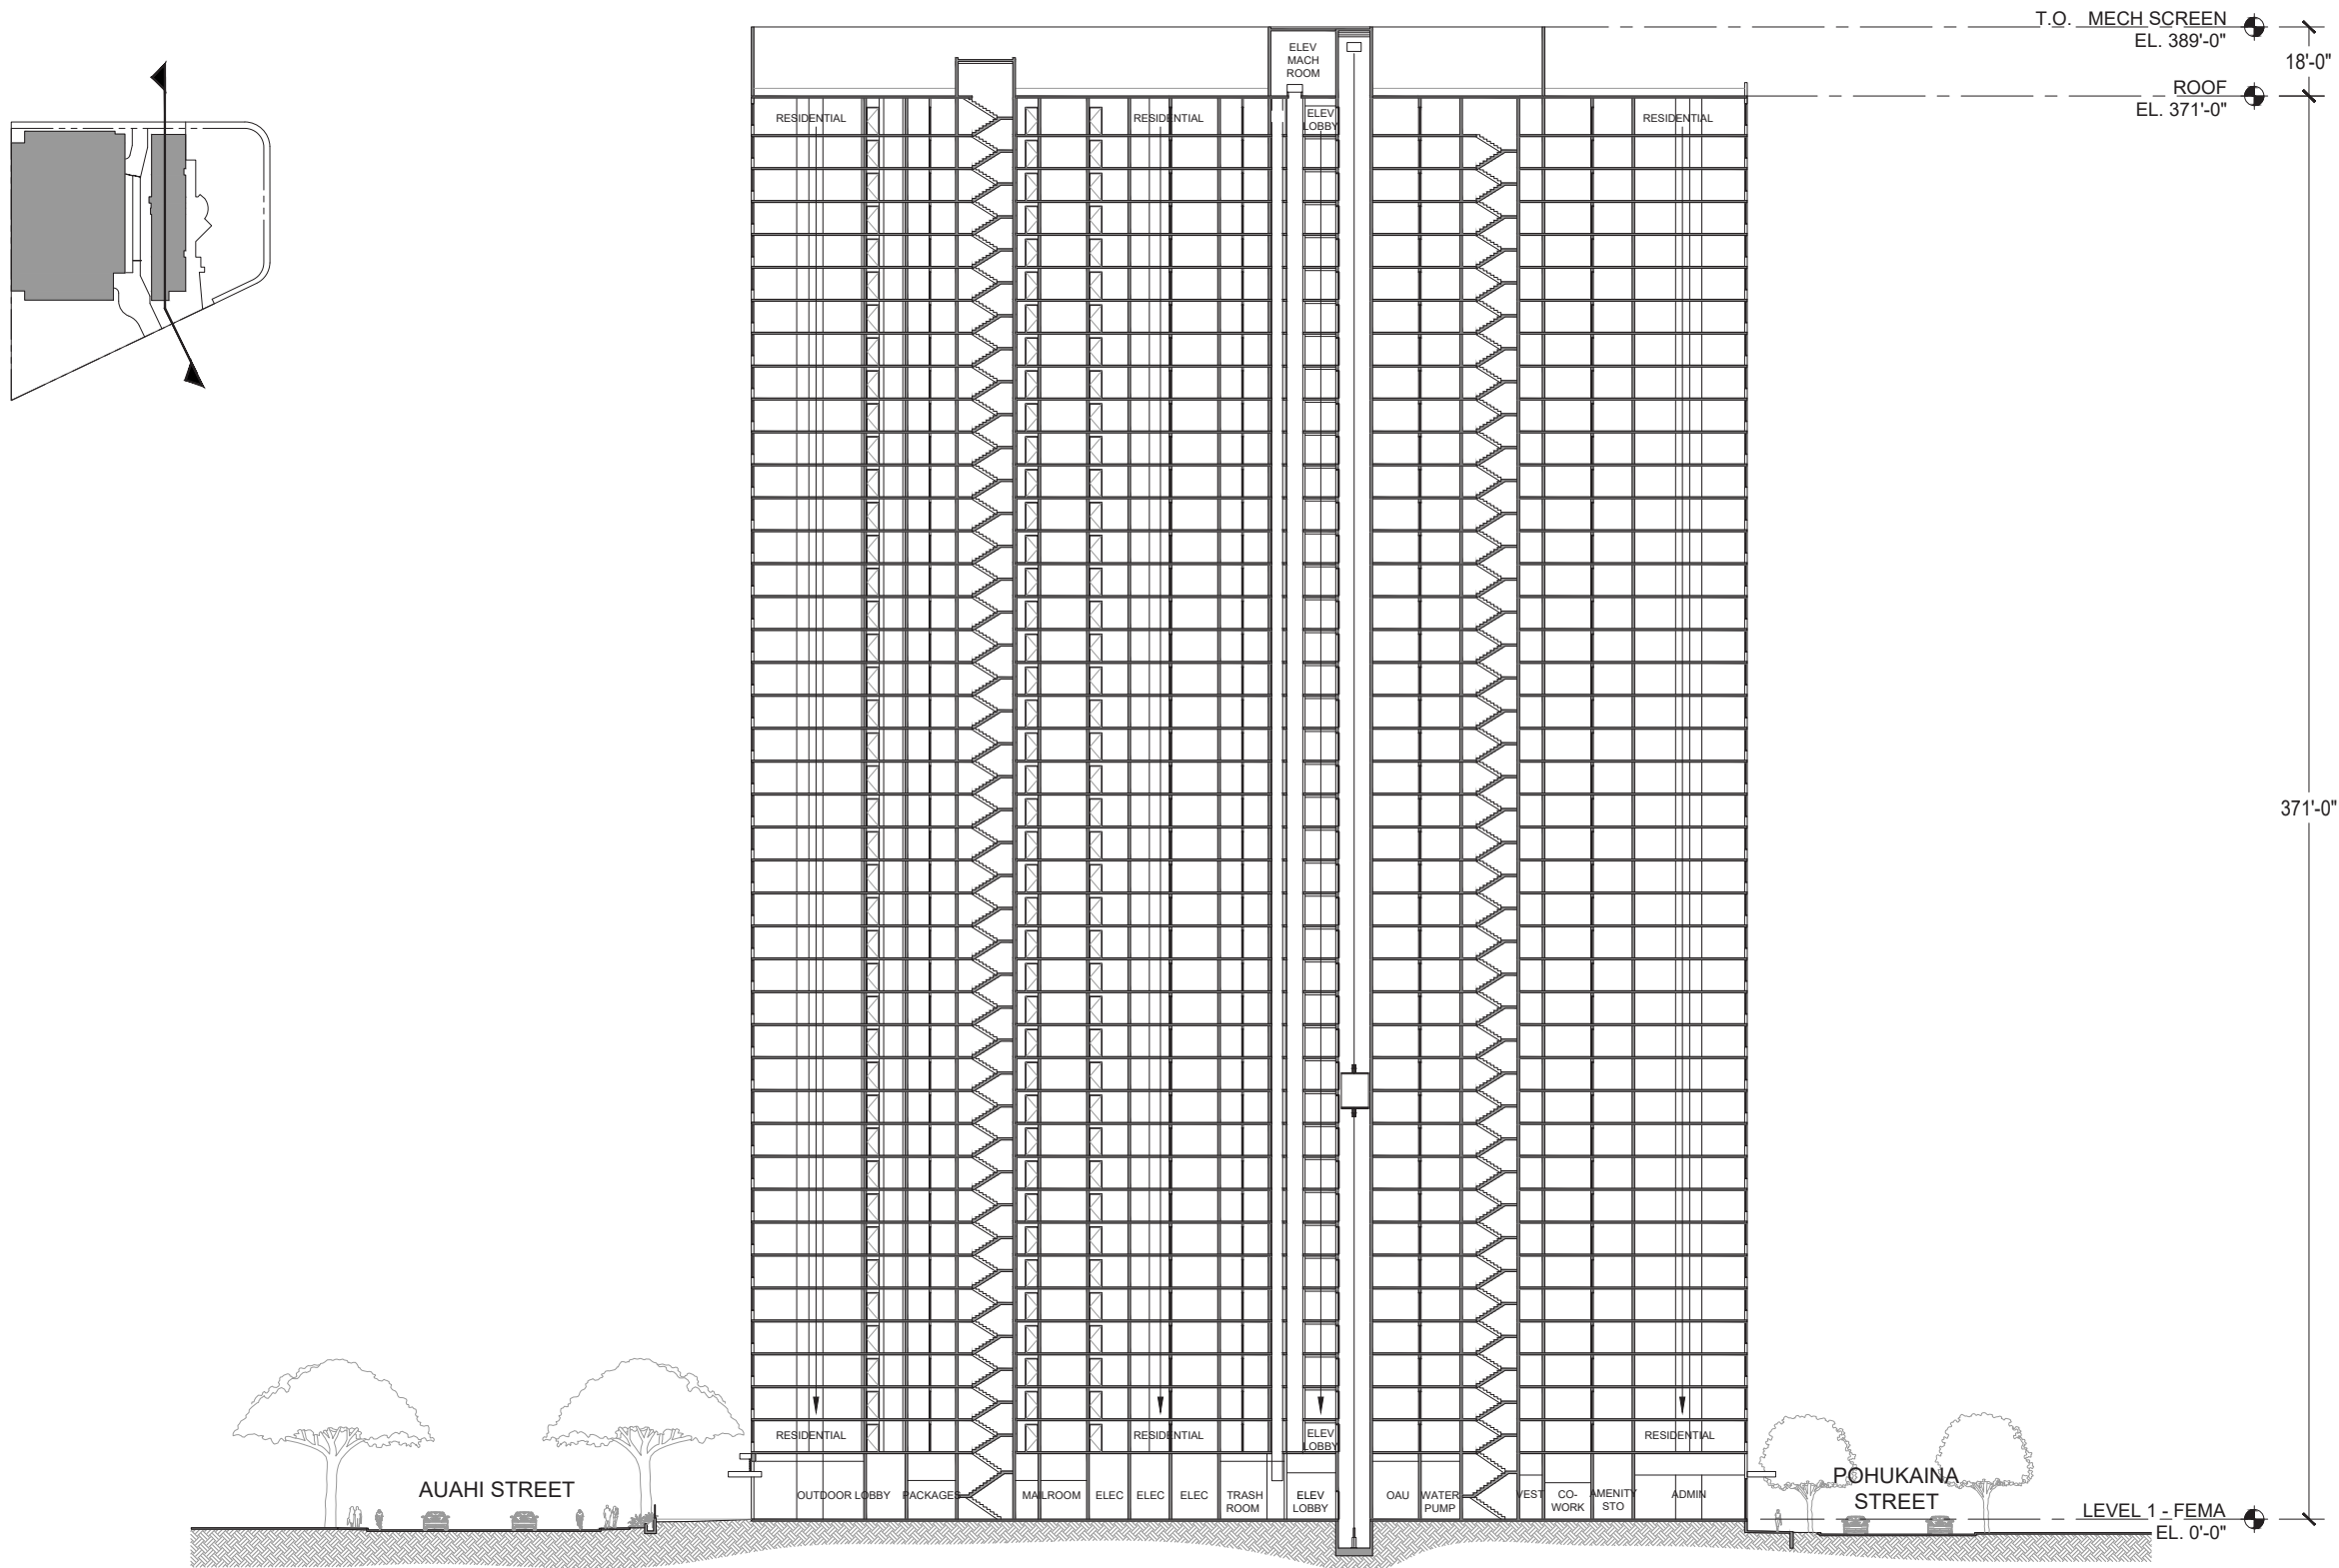 T.O. MECH SCREEN
EL. 389'-0"
18'-0"
ELEV
MACH
ROOM
ROOF
EL. 371'-0"
RESIDENTIAL
RESIDENTIAL
ELEV
LOBBY
RESIDENTIAL
371'-0"
RESIDENTIAL
RESIDENTIAL
ELEV
LOBBY
RESIDENTIAL
AUAHI STREET
OUTDOOR LOBBY
PACKAGES
MAILROOM
ELEC
ELEC
ELEC
TRASH
ROOM
ELEV
LOBBY
OAU
WATER
PUMP
VEST
CO-
WORK
AMENITY
STO
ADMIN
POHUKAINA
STREET
LEVEL 1 - FEMA
EL. 0'-0"